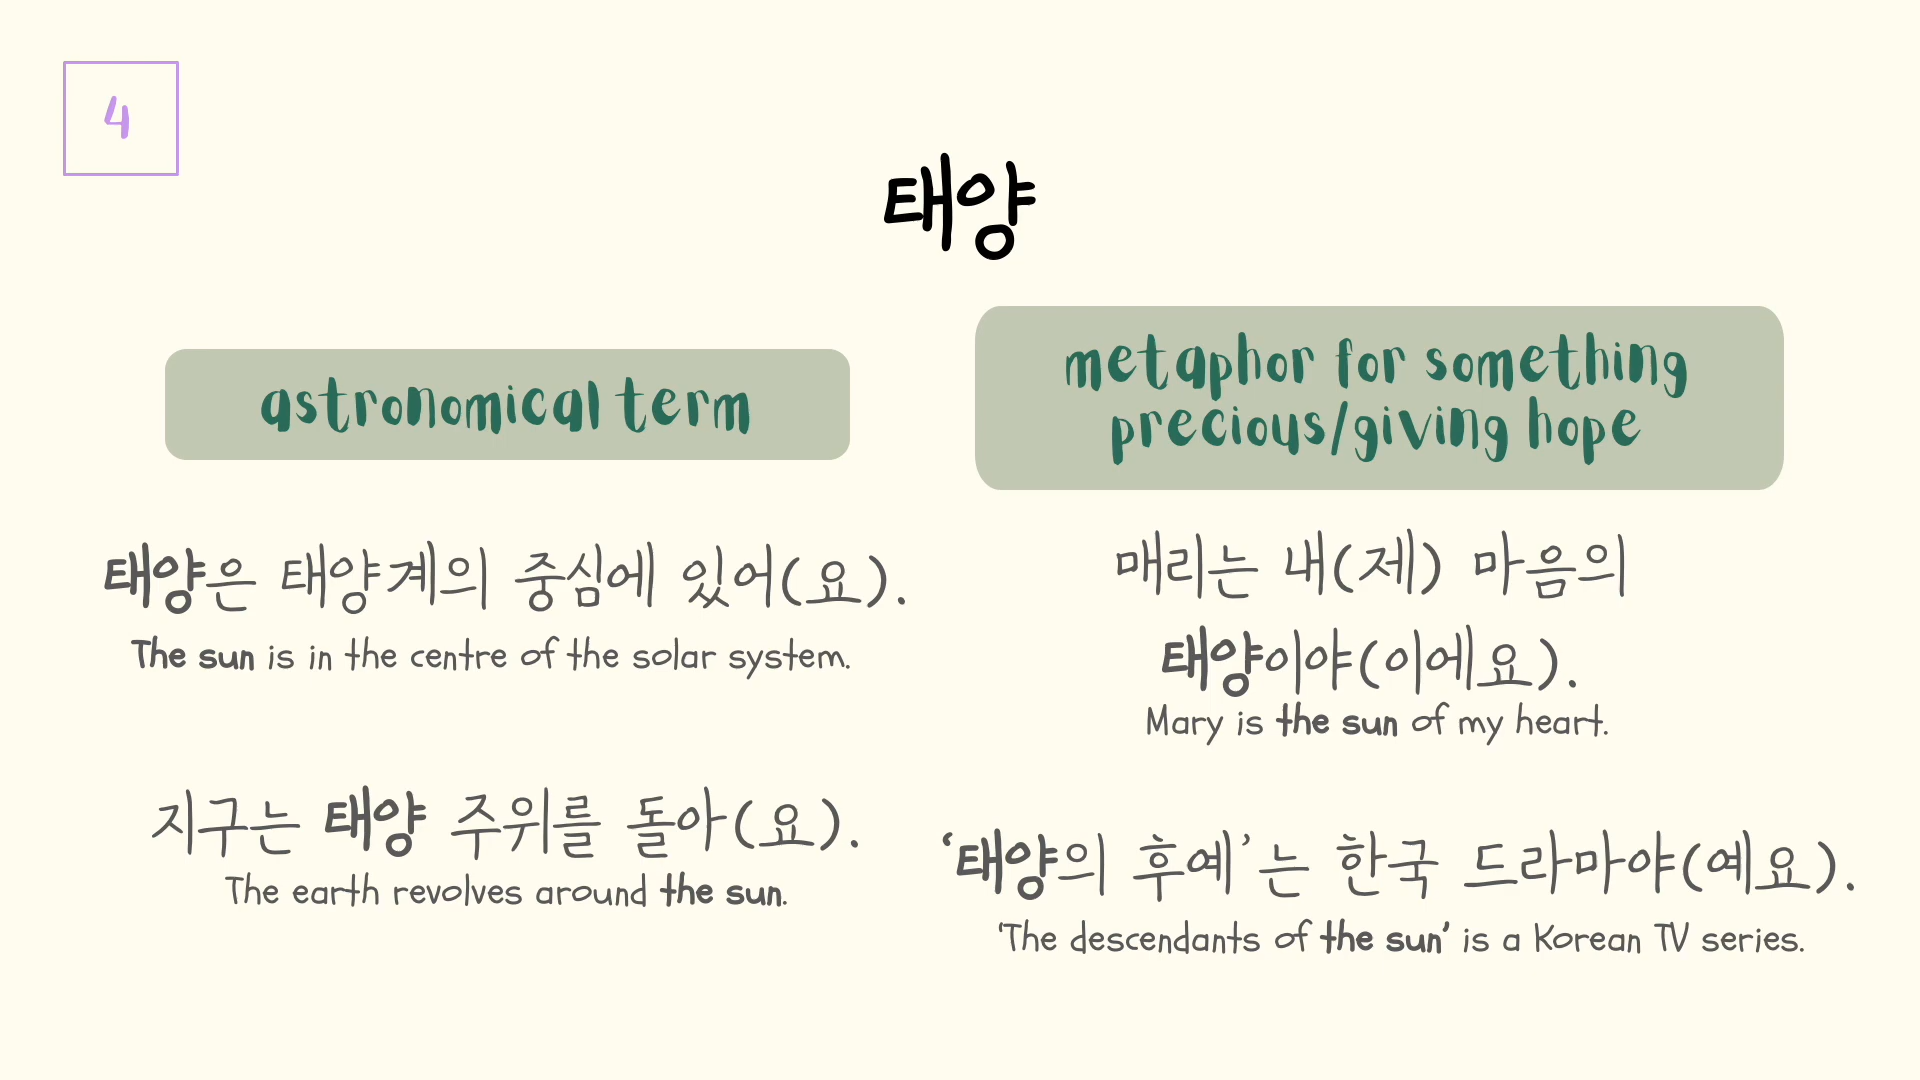 4
태양
astronomical term
태양은 태양계의 중심에 있어(요).
The sun is in the centre of the solar system.
지구는 태양 주위를 돌아(요).
The earth revolves around the sun.
metaphor for something
precious/giving hope
매리는 내(제) 마음의
태양이야(이에요).
Mary is the sun of my heart.
‘태양의 후예’는 한국 드라마야(예요).
‘The descendants of the sun’ is a Korean TV series.